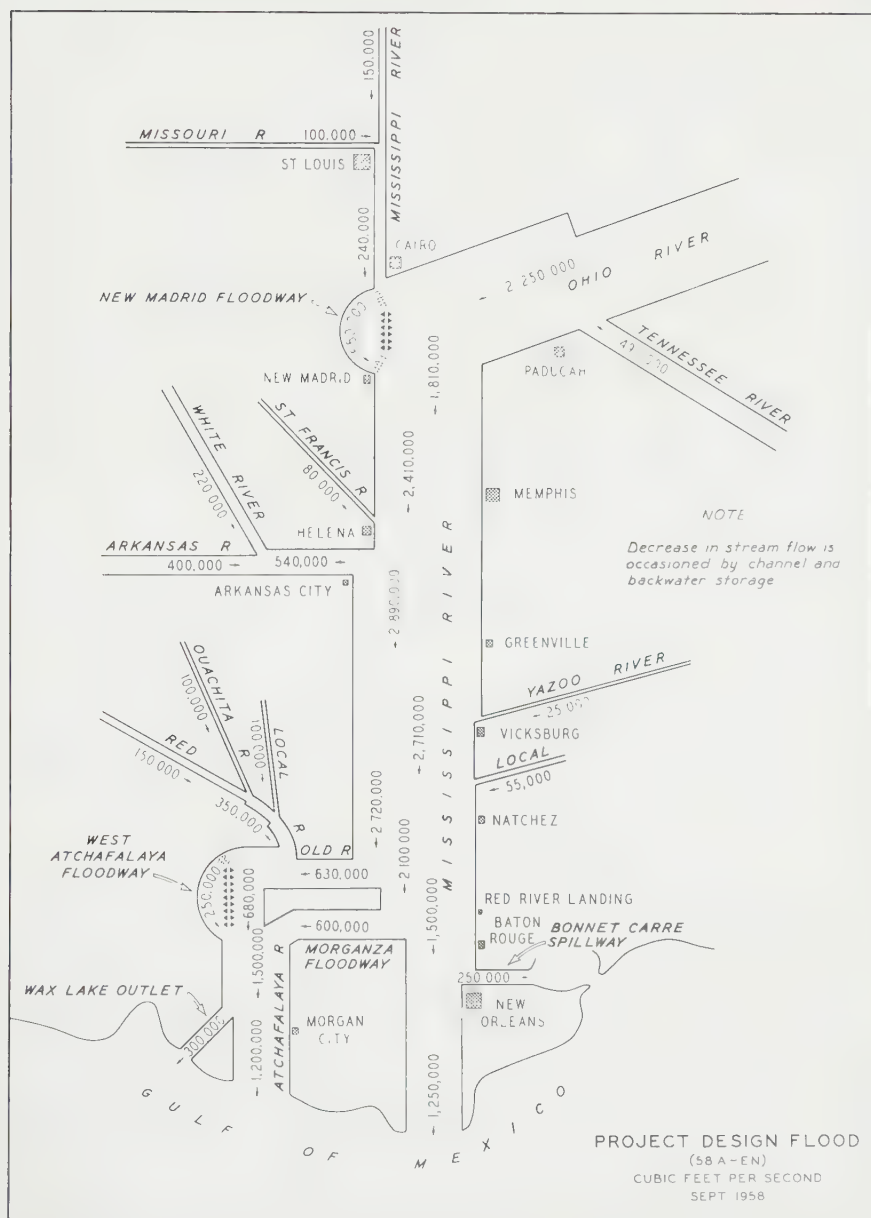 150,000
MISSISSIPPI RIVER
MISSOURI R 100,000
ST LOUIS
240,000
CAIRO
2 250 000
OHIO RIVER
NEW MADRID FLOODWAY
TENNESSEE RIVER
PADUCAH
NEW MADRID
1,810,000
WHITE RIVER
220,000
ST FRANCIS R
80 000
2,410,000
MEMPHIS
HELENA
ARKANSAS R
400,000
540,000
ARKANSAS CITY
NOTE
Decrease in stream flow is
occasioned by channel and
backwater storage
MISSISSIPPI RIVER
GREENVILLE
OUACHITA R
100,000
LOCAL
RED R
150,000
350,000
2,710,000
YAZOO RIVER
VICKSBURG
LOCAL
55,000
2 720,000
NATCHEZ
OLD R
630,000
2 100 000
WEST
ATCHAFALAYA
FLOODWAY
250,000
680,000
600,000
1,500,000
RED RIVER LANDING
BATON
ROUGE
BONNET CARRE
SPILLWAY
250 000
MORGANZA
FLOODWAY
1,500,000
ATCHAFALAYA R
WAX LAKE OUTLET
300,000
1,200,000
MORGAN
CITY
NEW
ORLEANS
1,250,000
GULF OF MEXICO
PROJECT DESIGN FLOOD
(58 A-EN)
CUBIC FEET PER SECOND
SEPT 1958